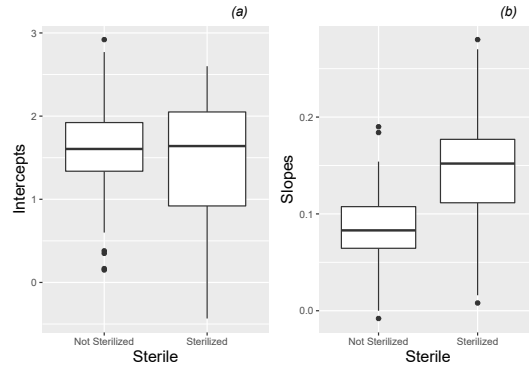 (a)
3
2
1
0
Intercepts
Not Sterilized Sterilized
Sterile
(b)
0.2
0.1
0.0
Slopes
Not Sterilized Sterilized
Sterile